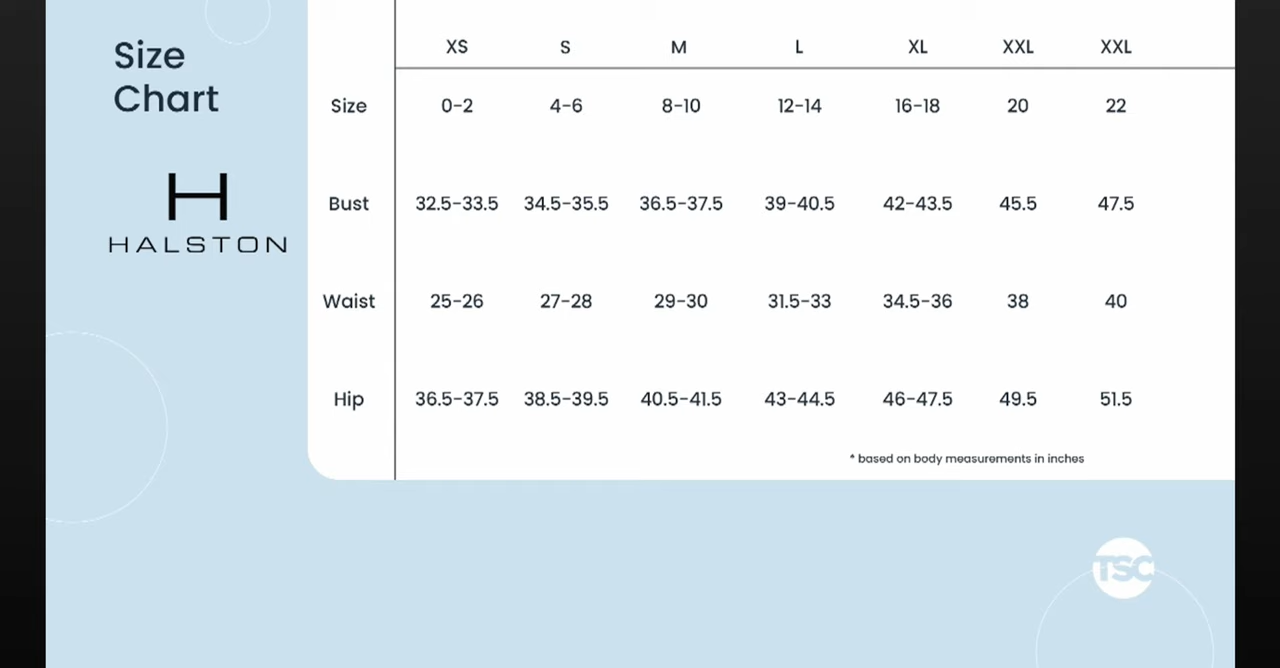 Size
Chart
H
HALSTON
XS S M L XL XXL XXL
Size 0-2 4-6 8-10 12-14 16-18 20 22
Bust 32.5-33.5 34.5-35.5 36.5-37.5 39-40.5 42-43.5 45.5 47.5
Waist 25-26 27-28 29-30 31.5-33 34.5-36 38 40
Hip 36.5-37.5 38.5-39.5 40.5-41.5 43-44.5 46-47.5 49.5 51.5
* based on body measurements in inches
TSC